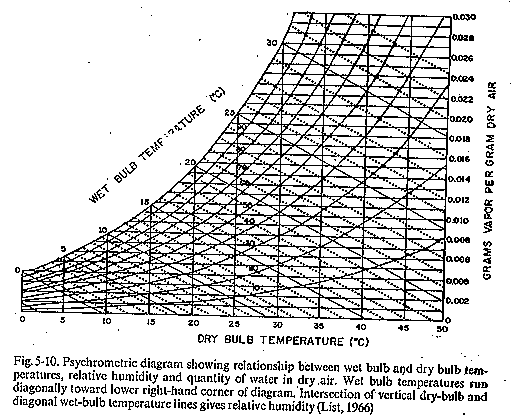 0.030
0.028
0.026
0.024
0.022
0.020
0.018
0.016
0.014
0.012
0.010
0.008
0.006
0.004
0.002
0
GRAMS VAPOR PER GRAM DRY AIR
WET BULB TEMPERATURE (°C)
0
5
10
15
20
25
30
0 5 10 15 20 25 30 35 40 45 50
DRY BULB TEMPERATURE (°C)
Fig. 5-10. Psychrometric diagram showing relationship between wet bulb and dry bulb tem-
peratures, relative humidity and quantity of water in dry air. Wet bulb temperatures run
diagonally toward lower right-hand corner of diagram. Intersection of vertical dry-bulb and
diagonal wet-bulb temperature lines gives relative humidity (List, 1966)